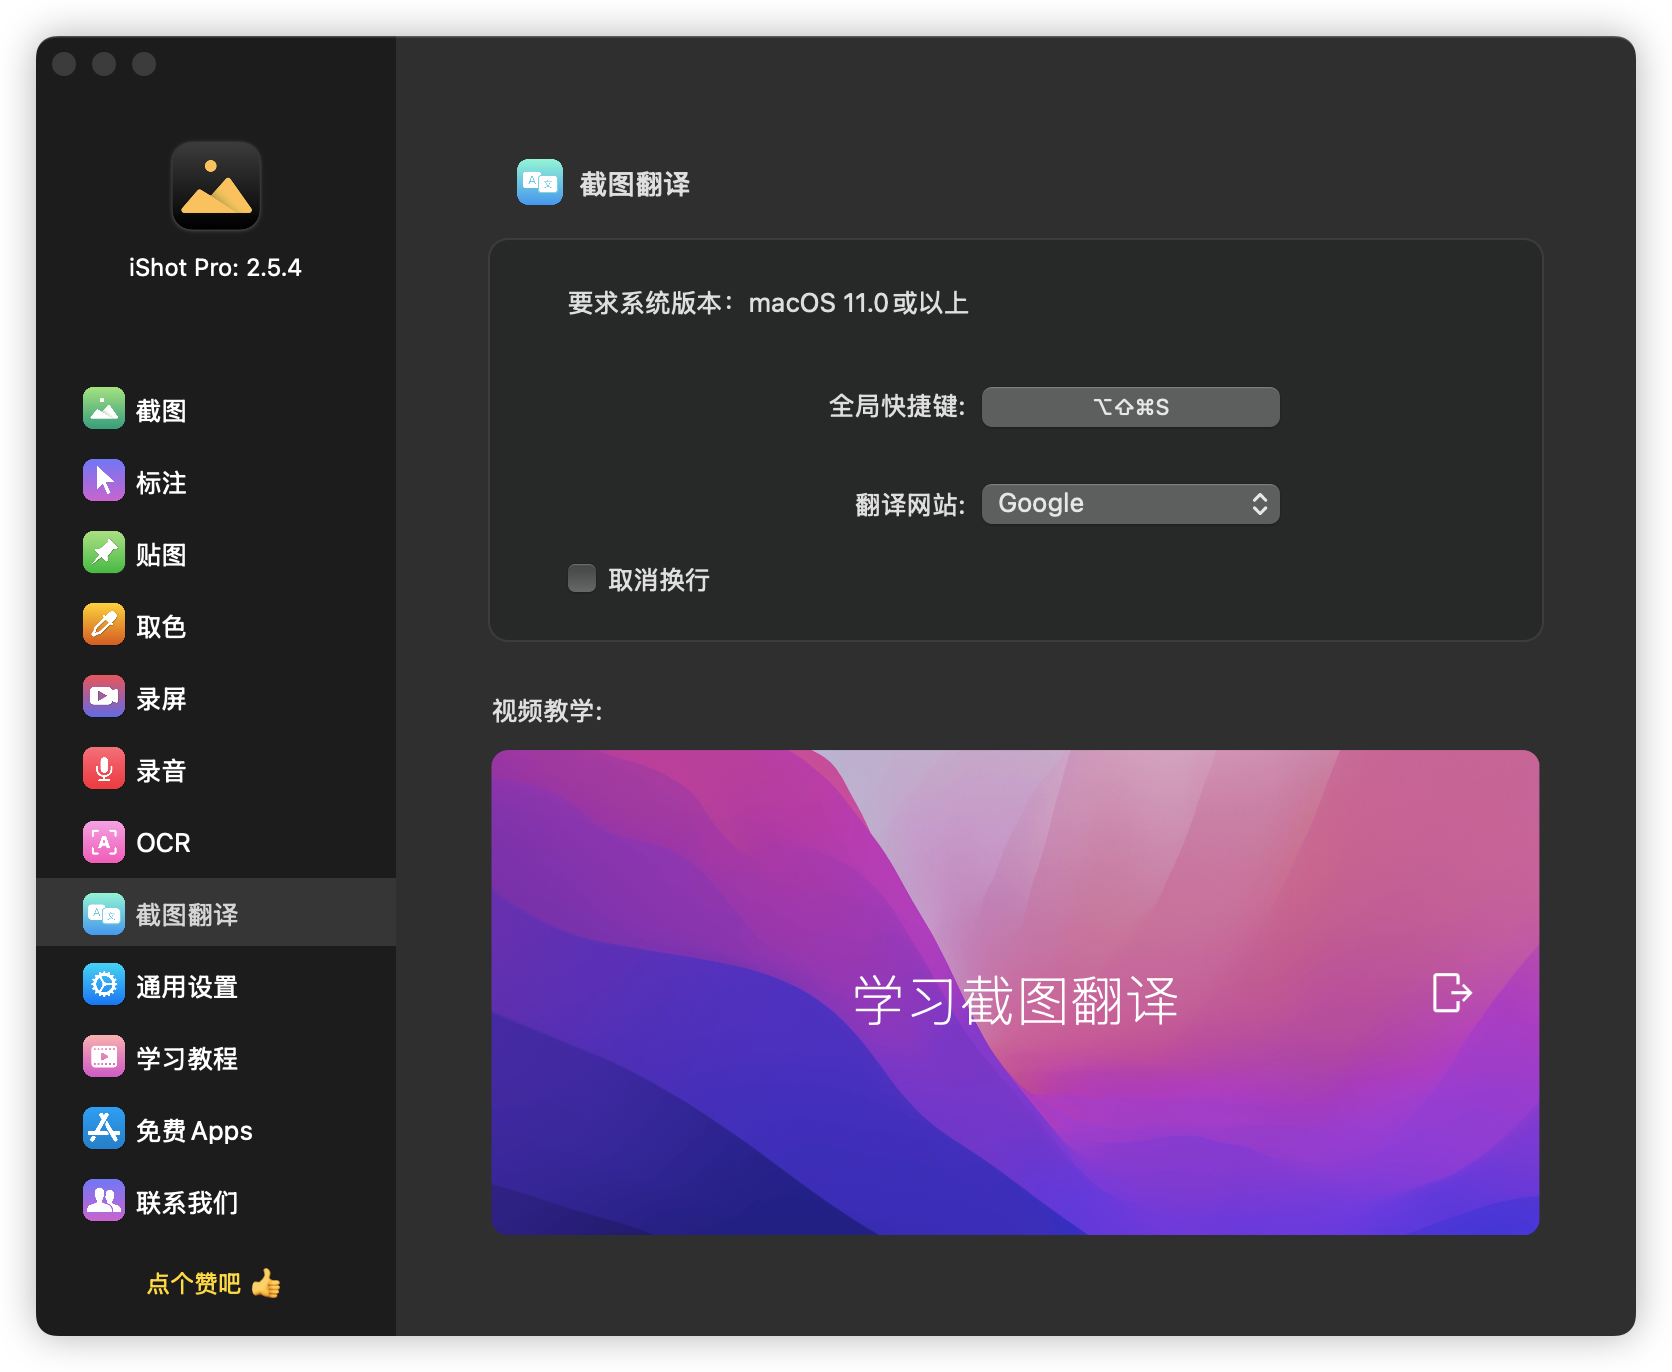 iShot Pro: 2.5.4
截图
标注
贴图
取色
录屏
录音
OCR
截图翻译
通用设置
学习教程
免费 Apps
联系我们
点个赞吧 👍
截图翻译
要求系统版本：macOS 11.0或以上
全局快捷键: ⌥⇧⌘S
翻译网站: Google
取消换行
视频教学:
学习截图翻译